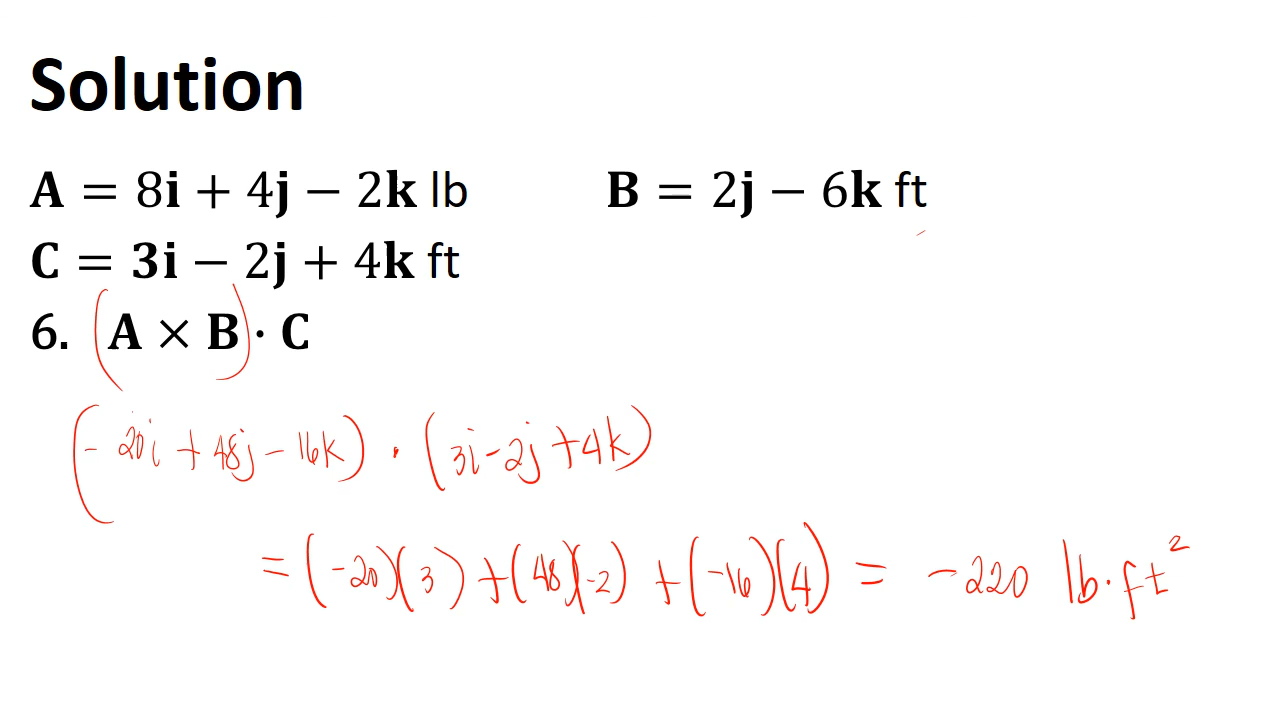 Solution
A = 8i + 4j − 2k lb B = 2j − 6k ft
C = 3i − 2j + 4k ft
6. (A × B) · C
(- 20i + 48j - 16k) · (3i - 2j + 4k)
= (-20)(3) + (48)(-2) + (-16)(4) = -220 lb·ft²